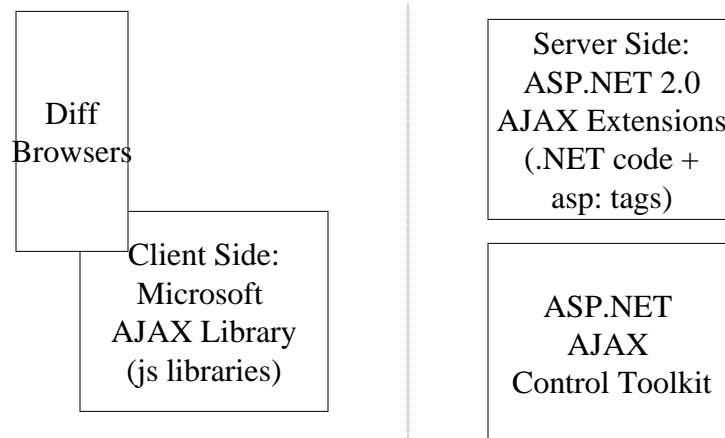 Diff
Browsers
Client Side:
Microsoft
AJAX Library
(js libraries)
Server Side:
ASP.NET 2.0
AJAX Extensions
(.NET code +
asp: tags)
ASP.NET
AJAX
Control Toolkit